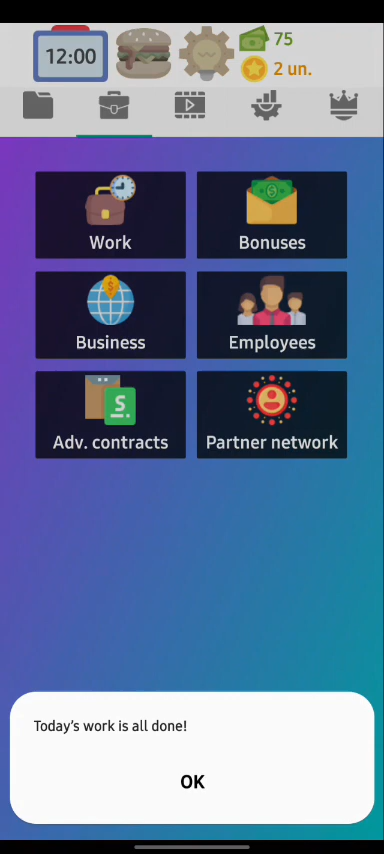 12:00
75
2 un.
Work
Bonuses
Business
Employees
Adv. contracts
Partner network
Today's work is all done!
OK